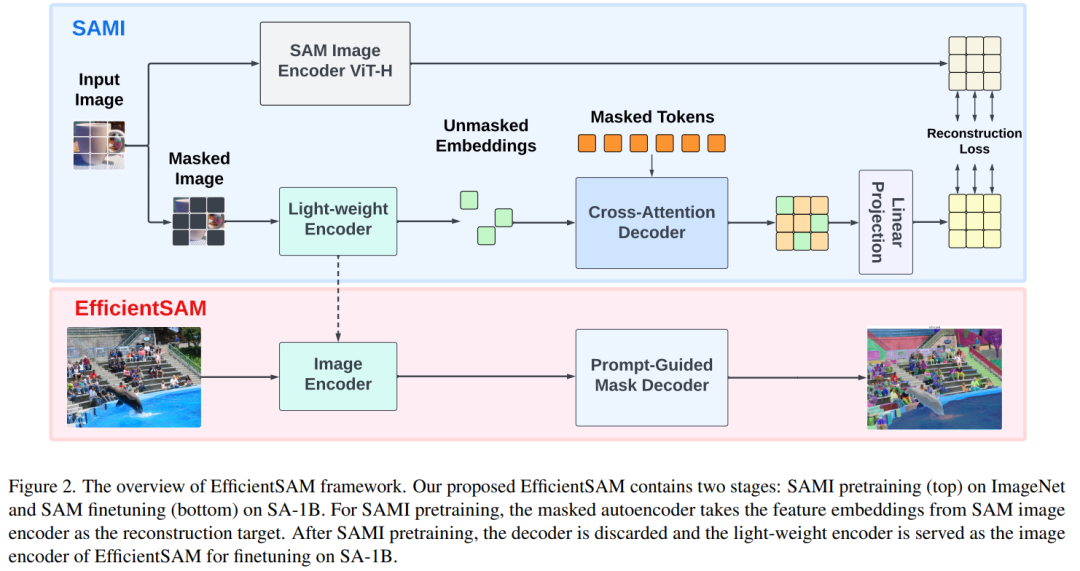 SAMI
SAM Image
Encoder ViT-H
Input
Image
Masked Tokens
Unmasked
Embeddings
Reconstruction
Loss
Masked
Image
Light-weight
Encoder
Cross-Attention
Decoder
Linear
Projection
EfficientSAM
Image
Encoder
Prompt-Guided
Mask Decoder
Figure 2. The overview of EfficientSAM framework. Our proposed EfficientSAM contains two stages: SAMI pretraining (top) on ImageNet
and SAM finetuning (bottom) on SA-1B. For SAMI pretraining, the masked autoencoder takes the feature embeddings from SAM image
encoder as the reconstruction target. After SAMI pretraining, the decoder is discarded and the light-weight encoder is served as the image
encoder of EfficientSAM for finetuning on SA-1B.